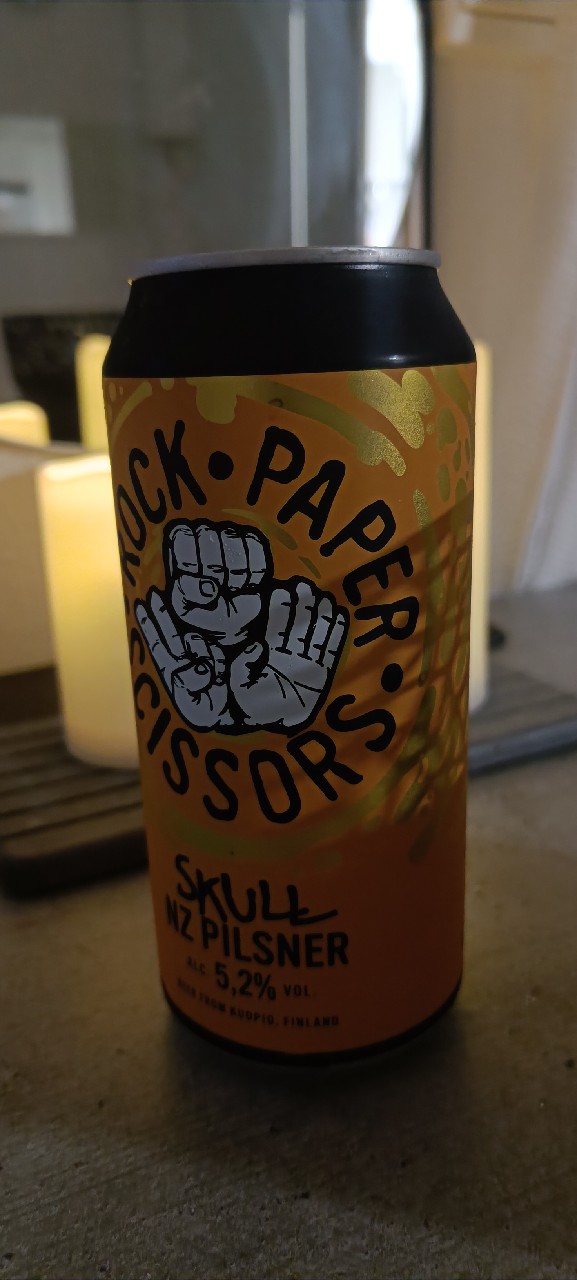 ROCK • PAPER • SCISSORS
SKULL
NZ PILSNER
ALC 5,2% VOL.
BEER FROM KUOPIO, FINLAND